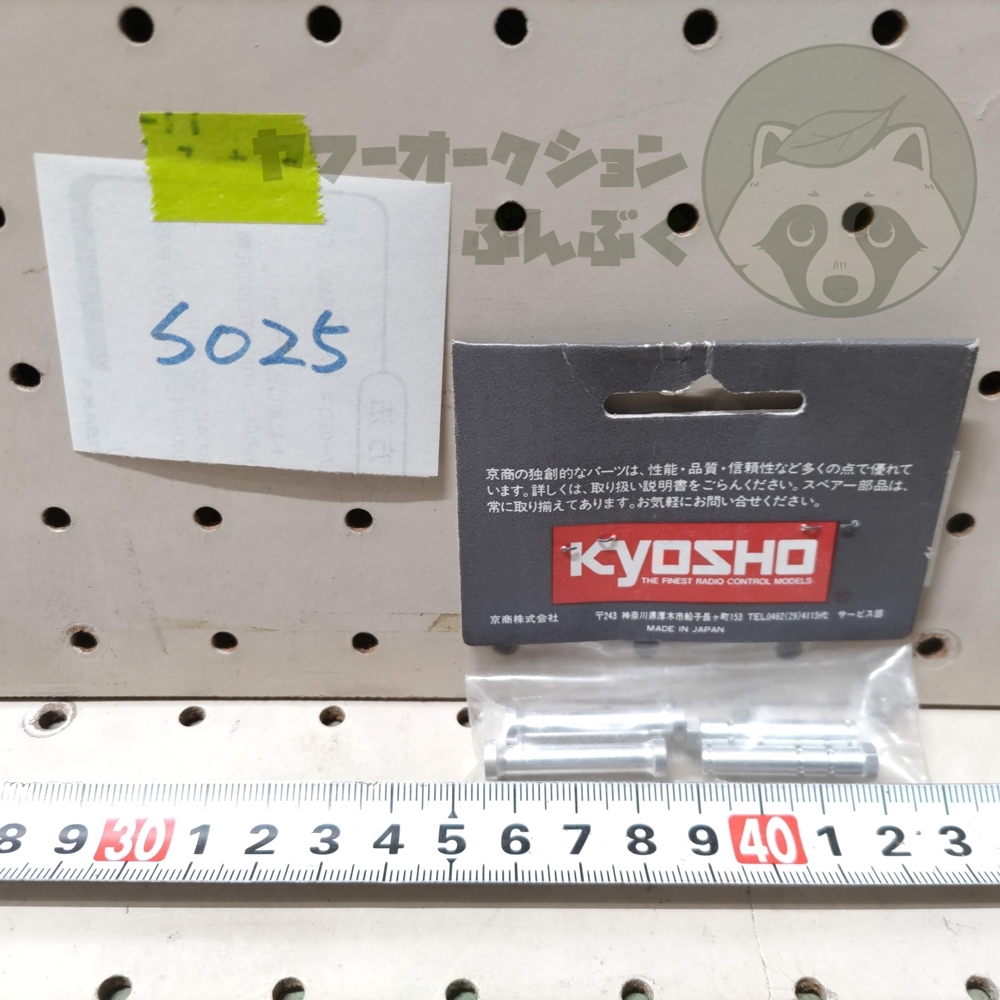 ヤフーオークション
ぶんぶく
S025
京商の独創的なパーツは、性能・品質・信頼性など多くの点で優れて
います。詳しくは、取り扱い説明書をごらんください。スペアー部品は、
常に取り揃えてあります。お気軽にお問い合せください。
KYOSHO
THE FINEST RADIO CONTROL MODELS
京商株式会社 〒243 神奈川県厚木市船子長ヶ町153 TEL0462(29)4115代 サービス部
MADE IN JAPAN
8 9 30 1 2 3 4 5 6 7 8 9 40 1 2 3